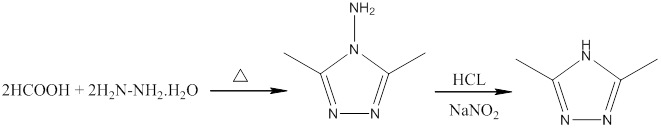 NH₂
N
N N
2HCOOH + 2H₂N-NH₂.H₂O
△
HCL
NaNO₂
H
N
N N